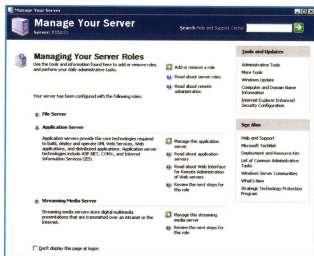 Manage Your Server
Manage Your Server
Server:
Search Help and Support Center
Managing Your Server Roles
Use the tools and information found here to add or remove roles
and perform your daily administrative tasks.
Your server has been configured with the following roles:
Add or remove a role
Read about server roles
Read about remote
administration
File Server
Application Server
Application servers provide the core technologies required
to build, deploy and operate XML Web Services, Web
applications, and distributed applications. Application server
technologies include ASP.NET, COM+, and Internet
Information Services (IIS).
Manage this application
server
Read about application
servers
Read about Web Interface
for Remote Administration
of Web servers
Review the next steps for
this role
Streaming Media Server
Streaming media servers store digital multimedia
presentations that are transmitted over an intranet or the
Internet.
Manage this streaming
media server
Review the next steps for
this role
Don't display this page at logon
Tools and Updates
Administrative Tools
More Tools
Windows Update
Computer and Domain Name
Information
Internet Explorer Enhanced
Security Configuration
See Also
Help and Support
Microsoft TechNet
Deployment and Resource Kits
List of Common Administrative
Tasks
Windows Server Communities
What's New
Strategic Technology Protection
Program